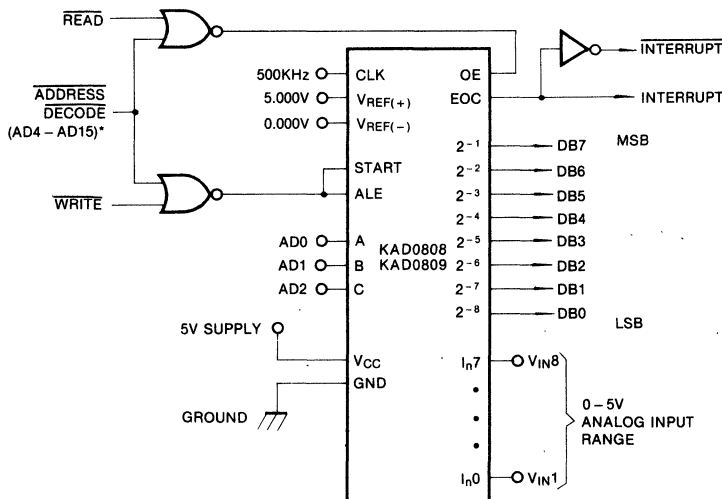 READ
ADDRESS
DECODE
(AD4 – AD15)*
WRITE
500KHz
5.000V
0.000V
CLK
VREF(+)
VREF(−)
START
ALE
AD0
AD1
AD2
A
B
C
KAD0808
KAD0809
5V SUPPLY
VCC
GND
GROUND
OE
EOC
INTERRUPT
INTERRUPT
2⁻¹ DB7 MSB
2⁻² DB6
2⁻³ DB5
2⁻⁴ DB4
2⁻⁵ DB3
2⁻⁶ DB2
2⁻⁷ DB1
2⁻⁸ DB0
LSB
In7 VIN8
0 – 5V
ANALOG INPUT
RANGE
In0 VIN1